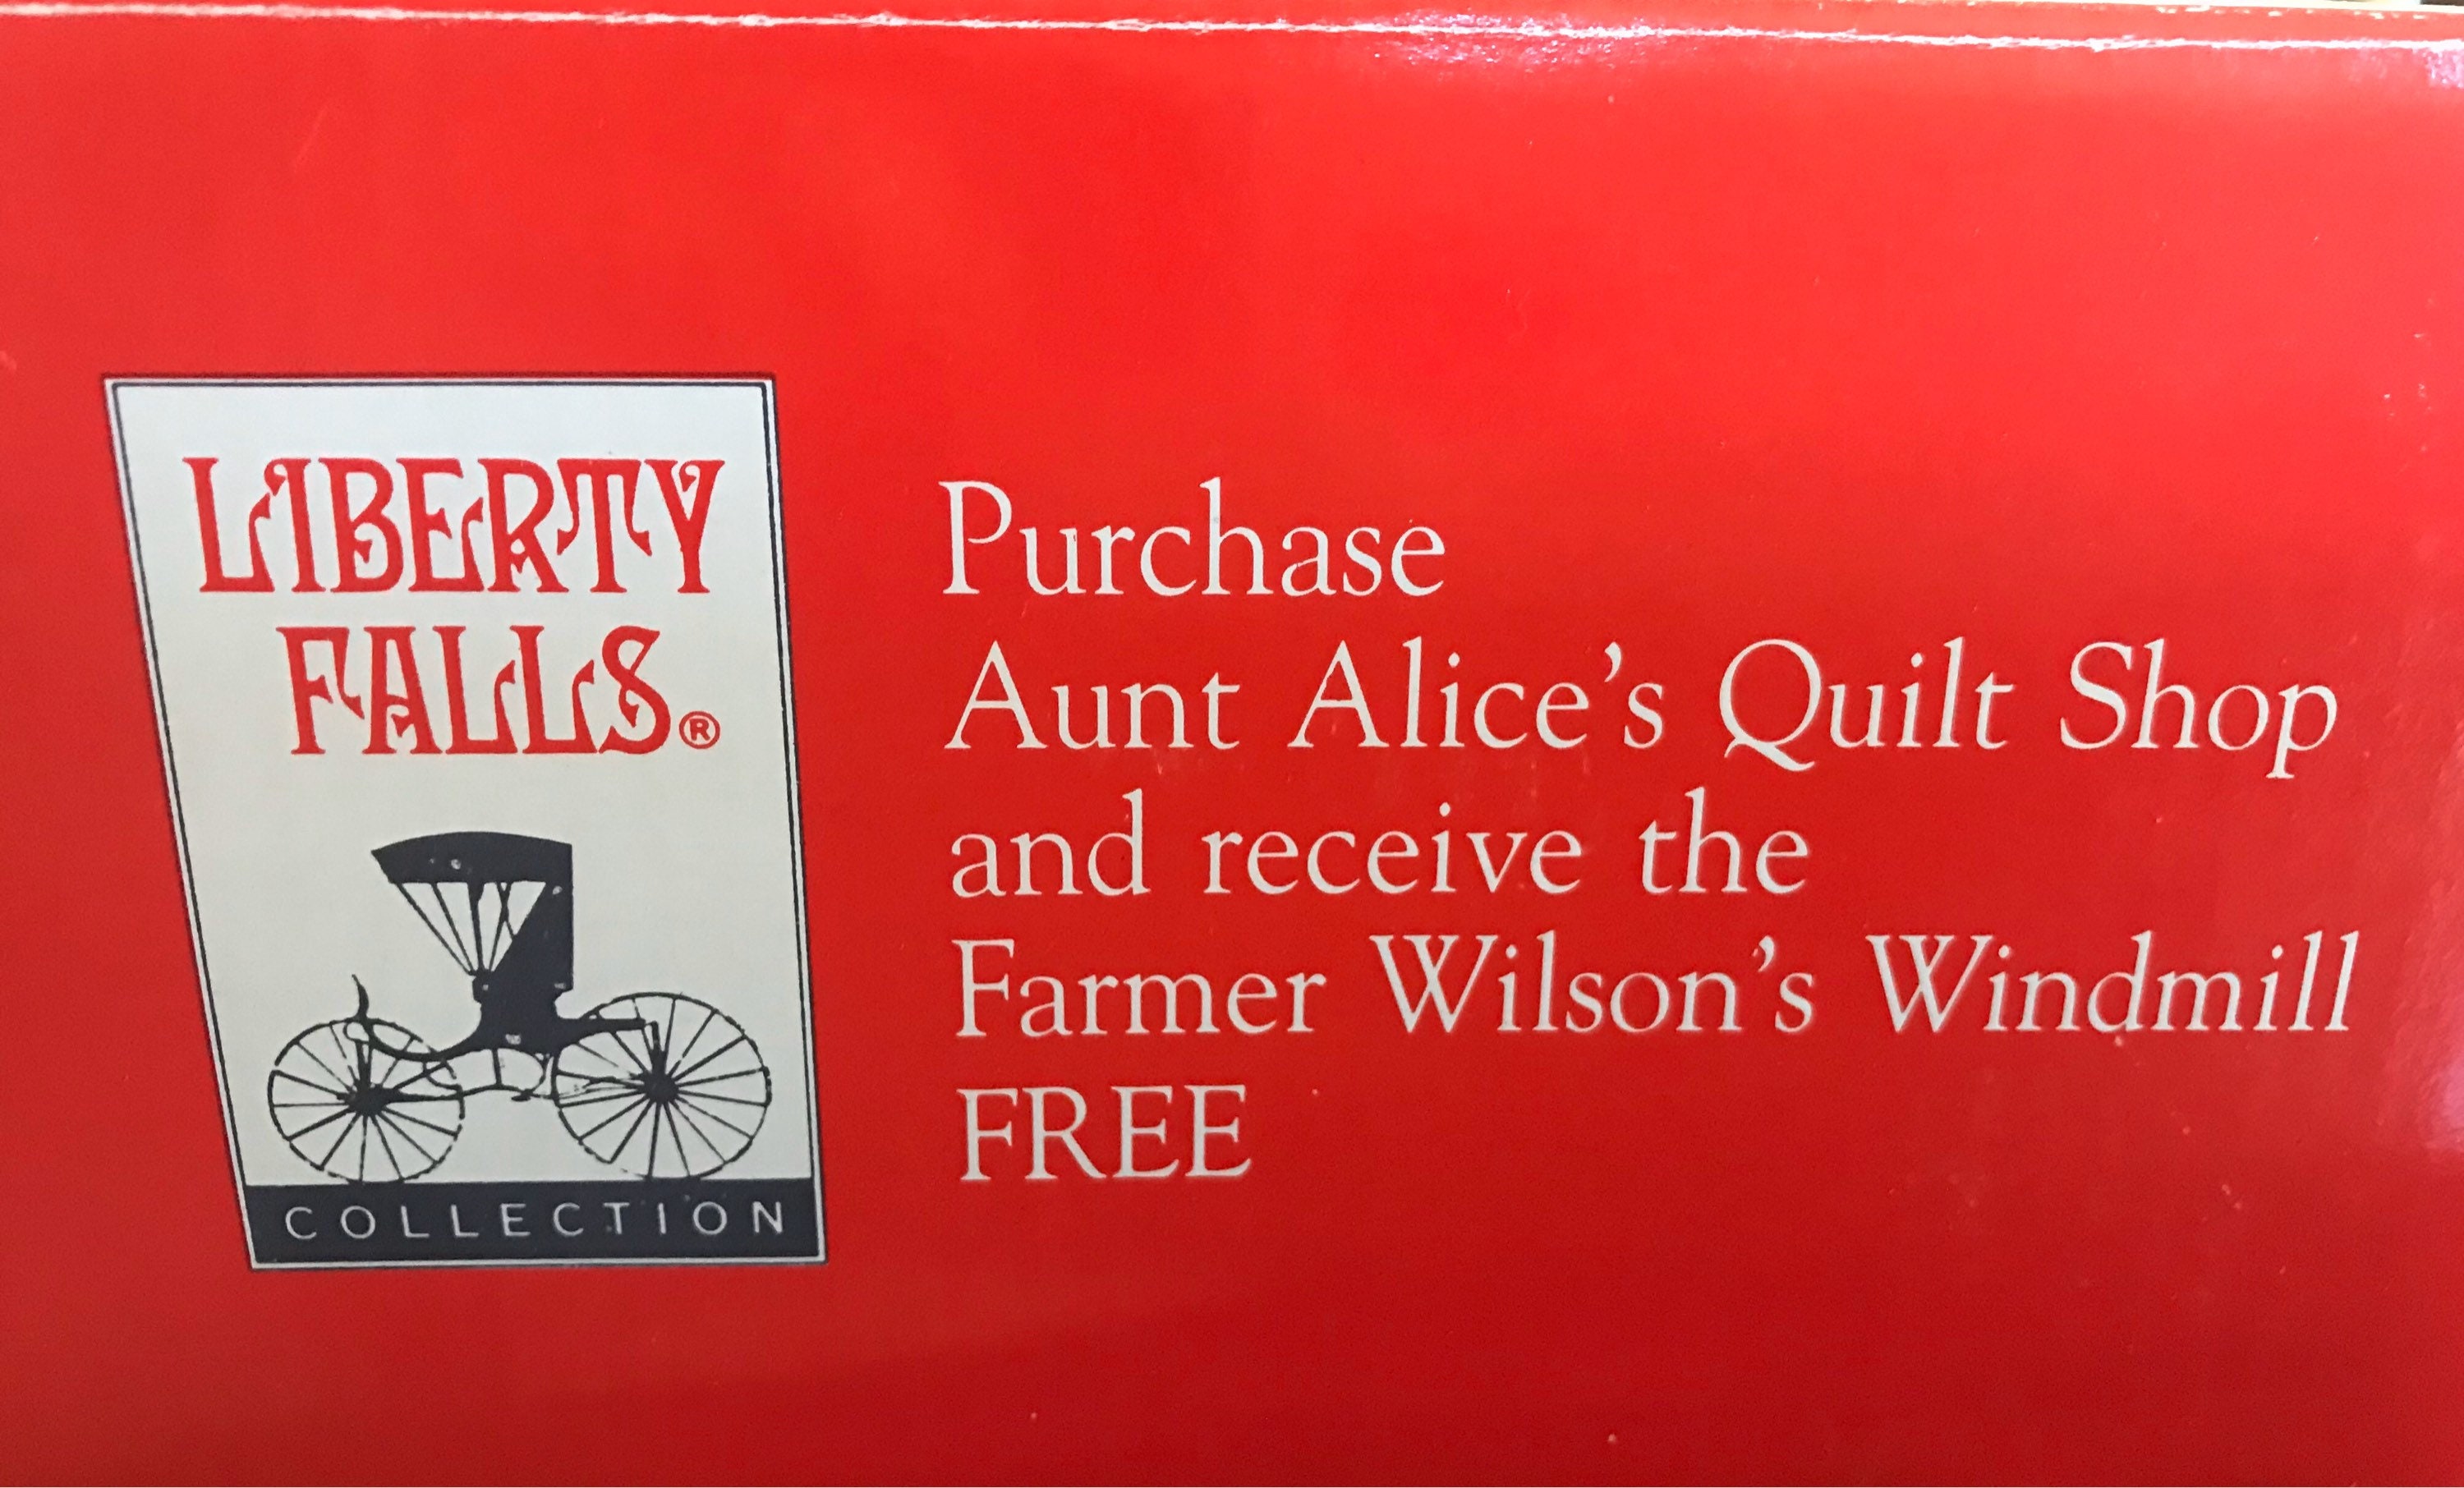 LIBERTY
FALLS®
COLLECTION
Purchase
Aunt Alice’s Quilt Shop
and receive the
Farmer Wilson’s Windmill
FREE